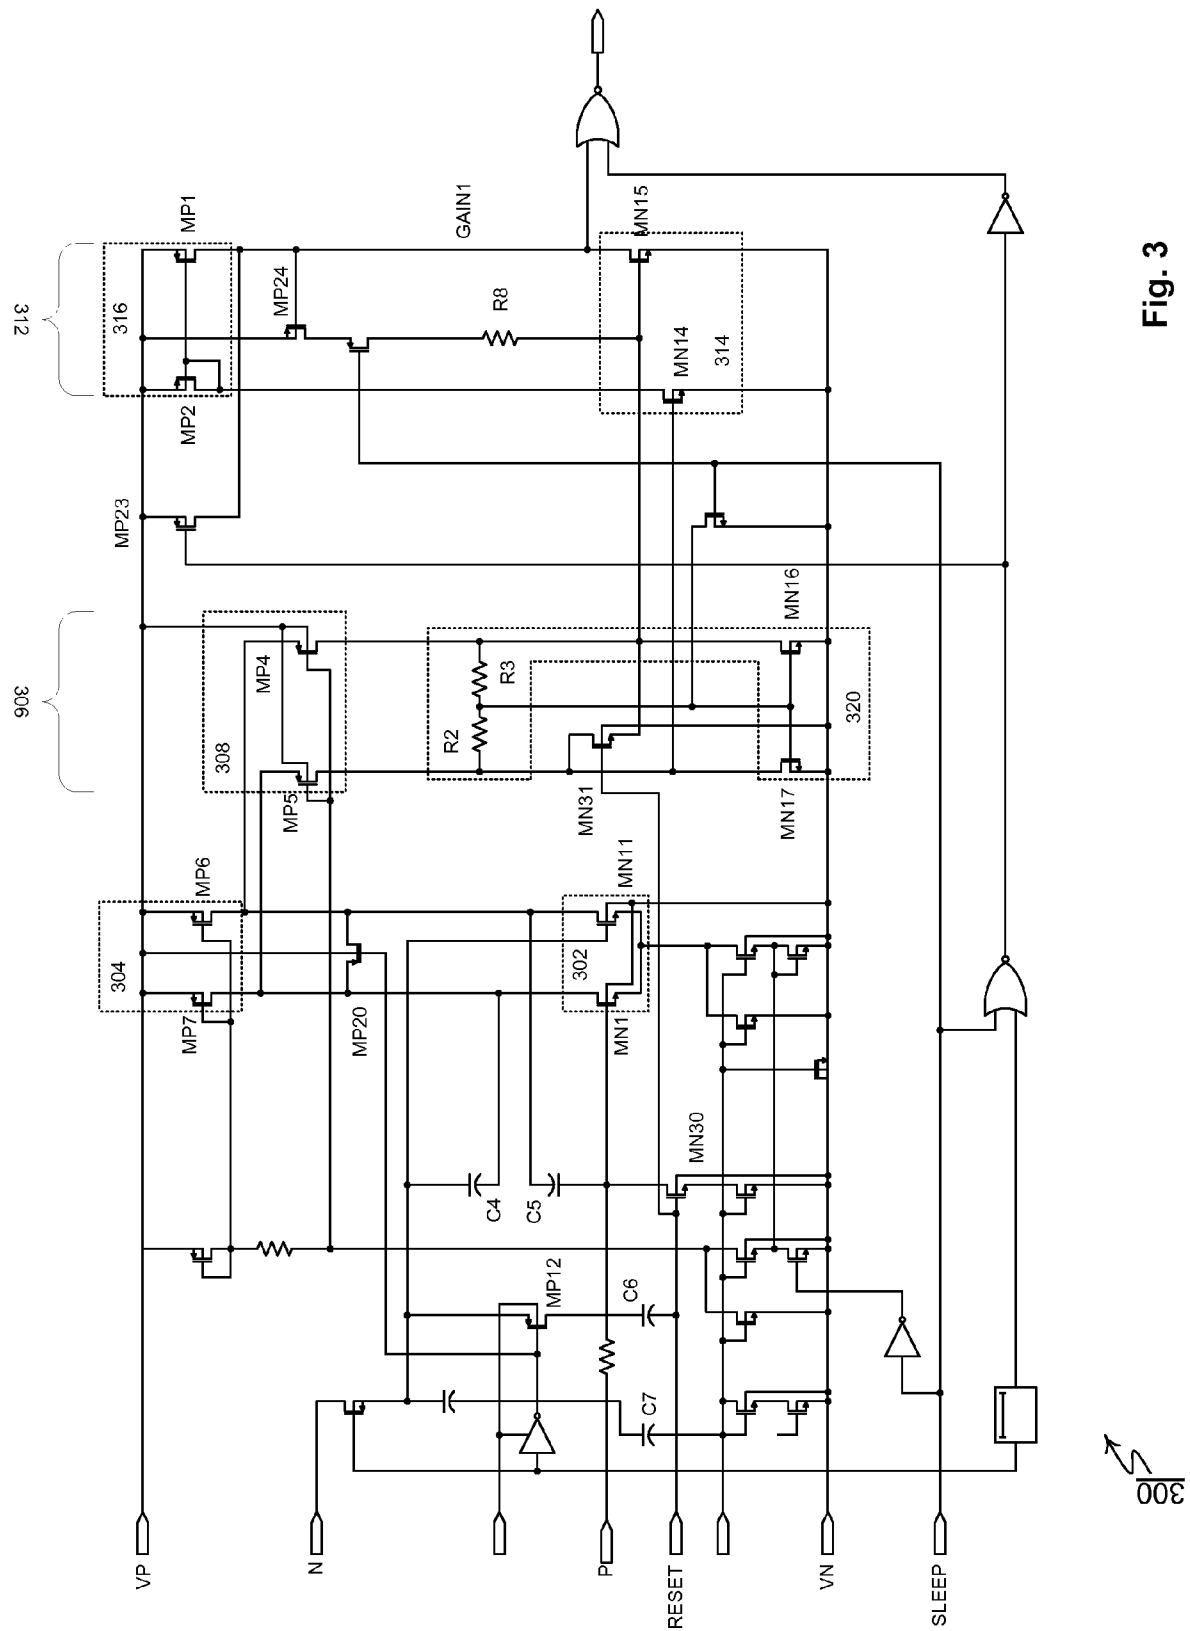 312
316
MP1
MP2
MP24
GAIN1
R8
MN15
MN14
314
MP23
306
308
MP4
MP5
R3
R2
MN16
320
MN31
MN17
304
MP6
MP7
MP20
MN11
302
MN1
C4
C5
MN30
MP12
C6
C7
VP
N
P
RESET
VN
SLEEP
300
Fig. 3